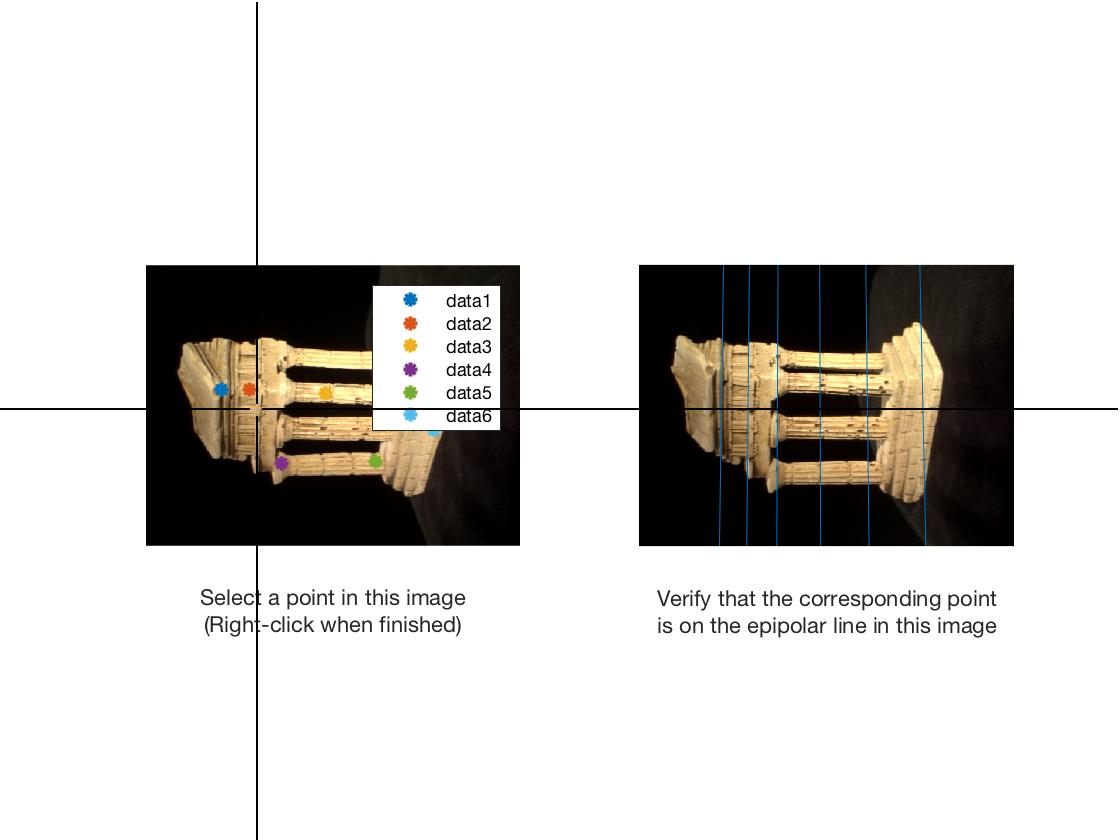 data1
data2
data3
data4
data5
data6
Select a point in this image
(Right-click when finished)
Verify that the corresponding point
is on the epipolar line in this image